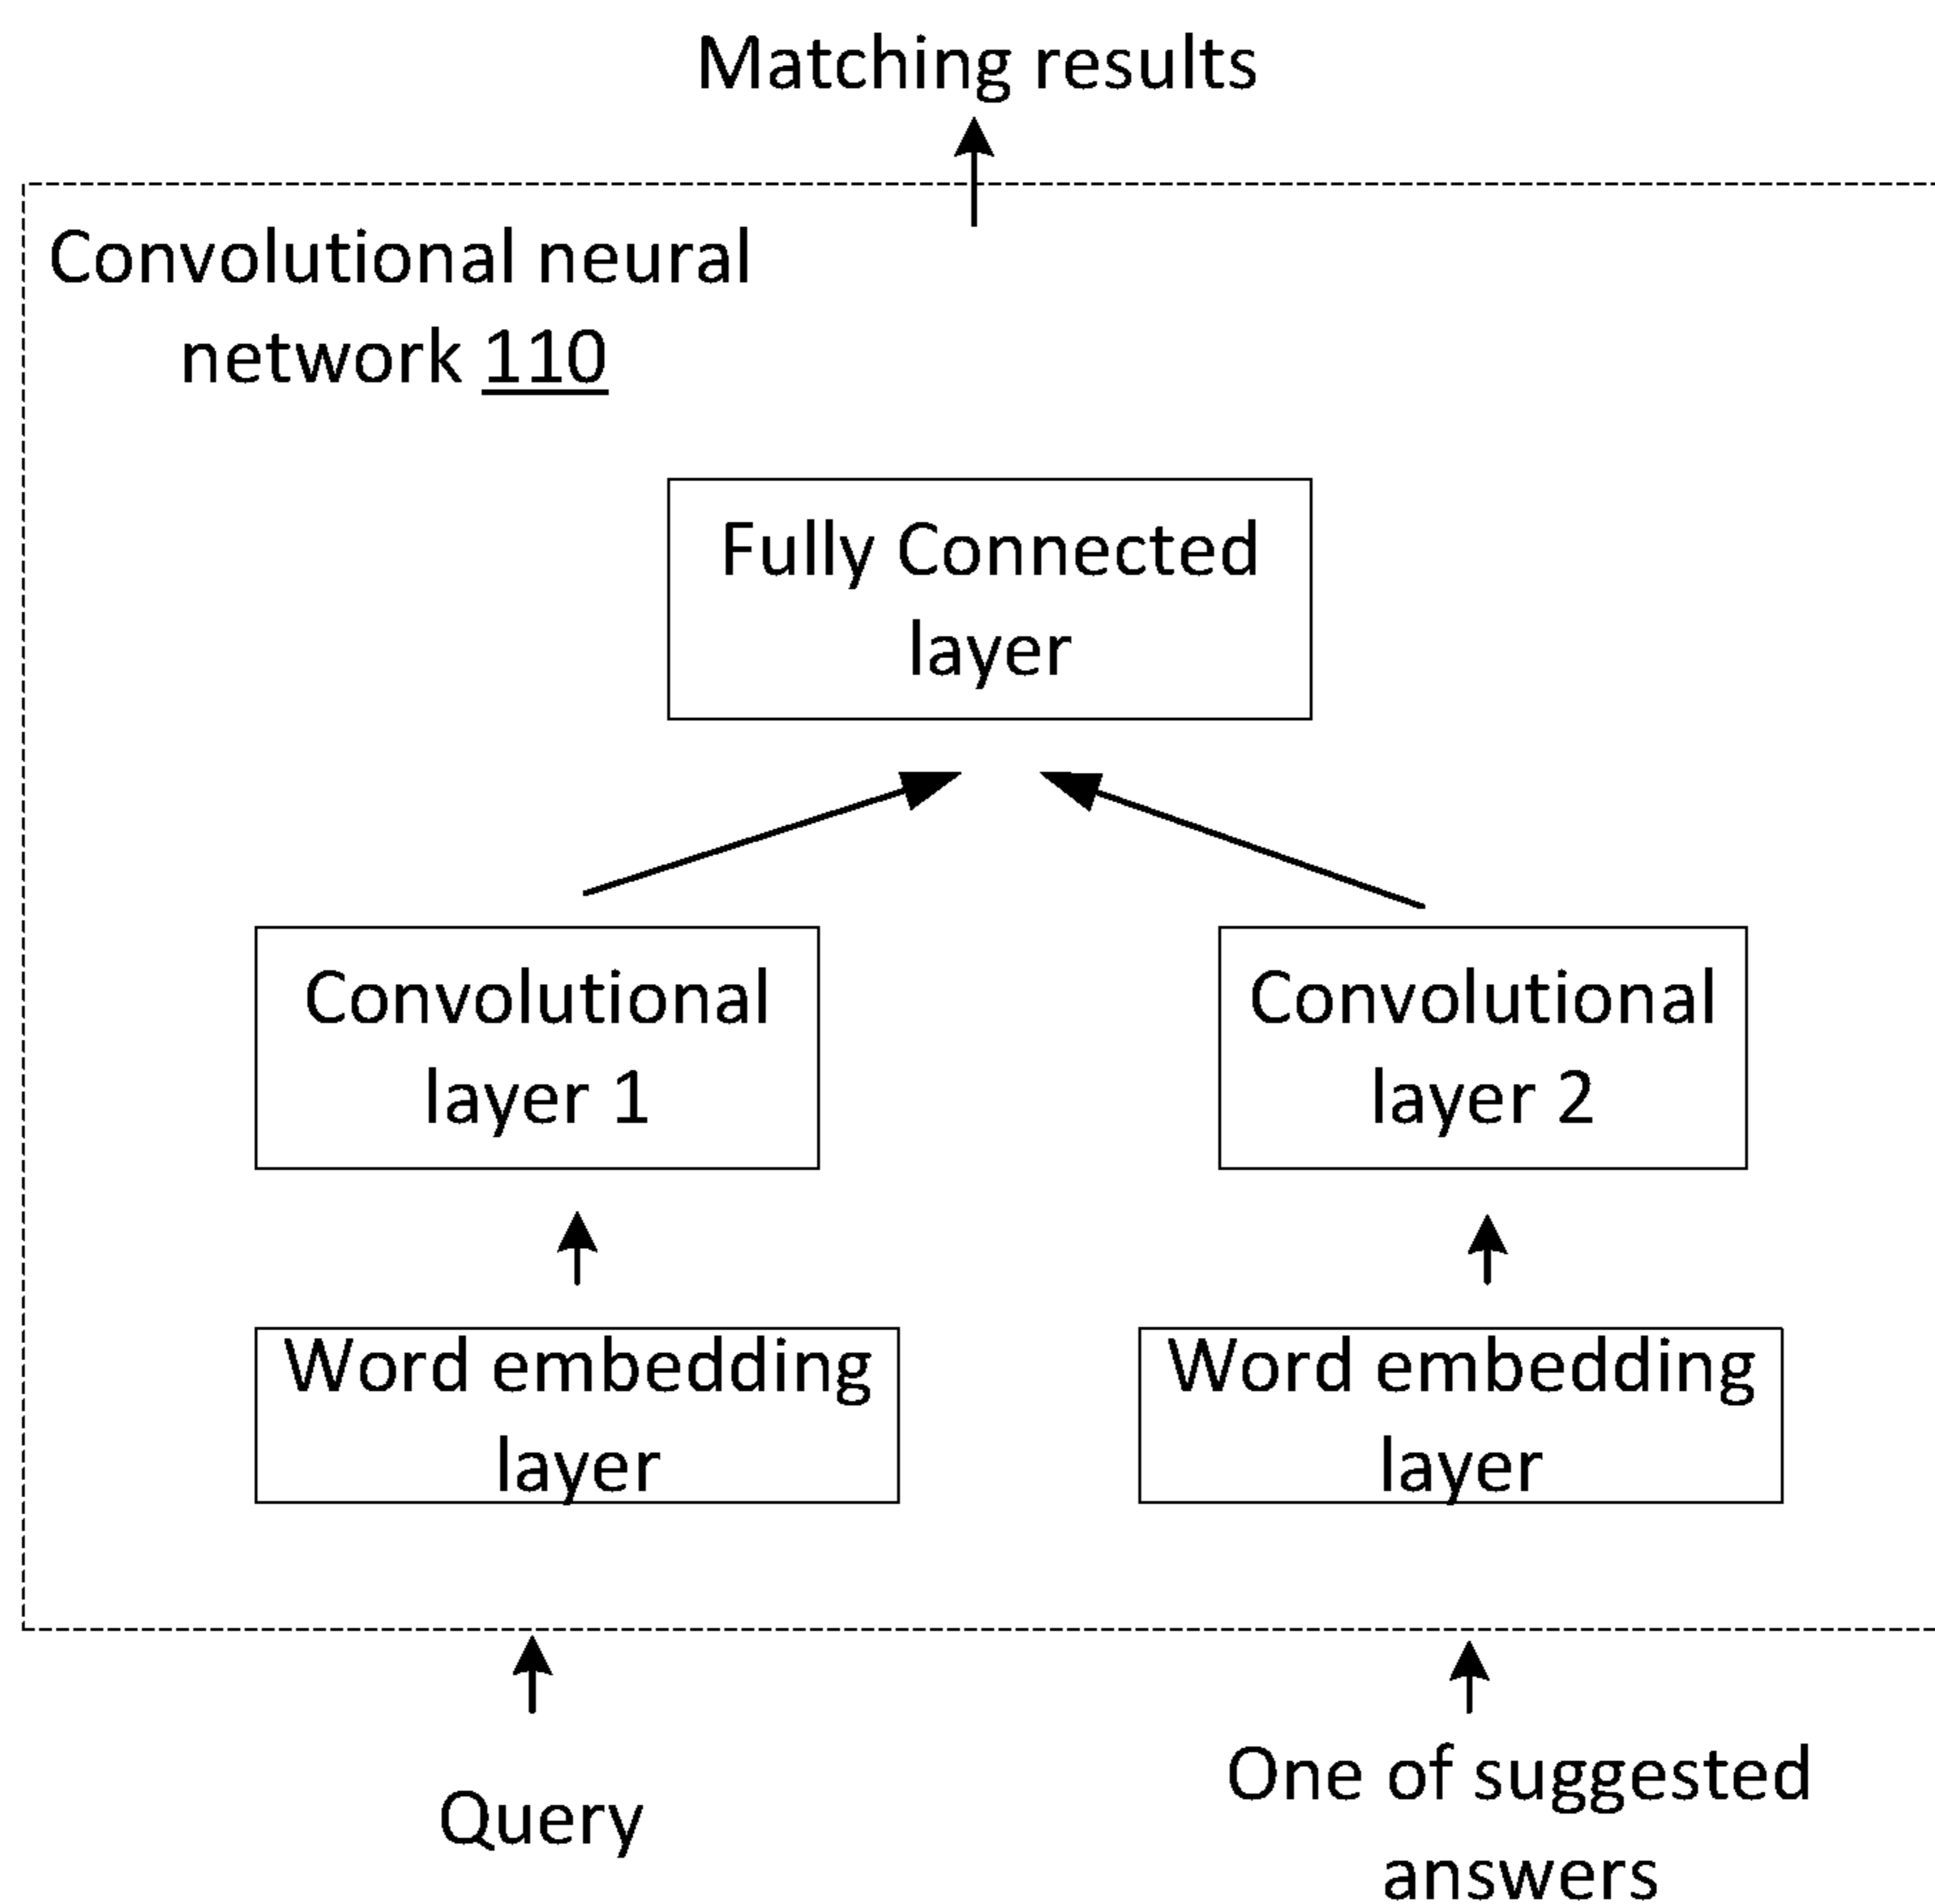 Matching results
Convolutional neural
network 110
Fully Connected
layer
Convolutional
layer 1
Convolutional
layer 2
Word embedding
layer
Word embedding
layer
Query
One of suggested
answers